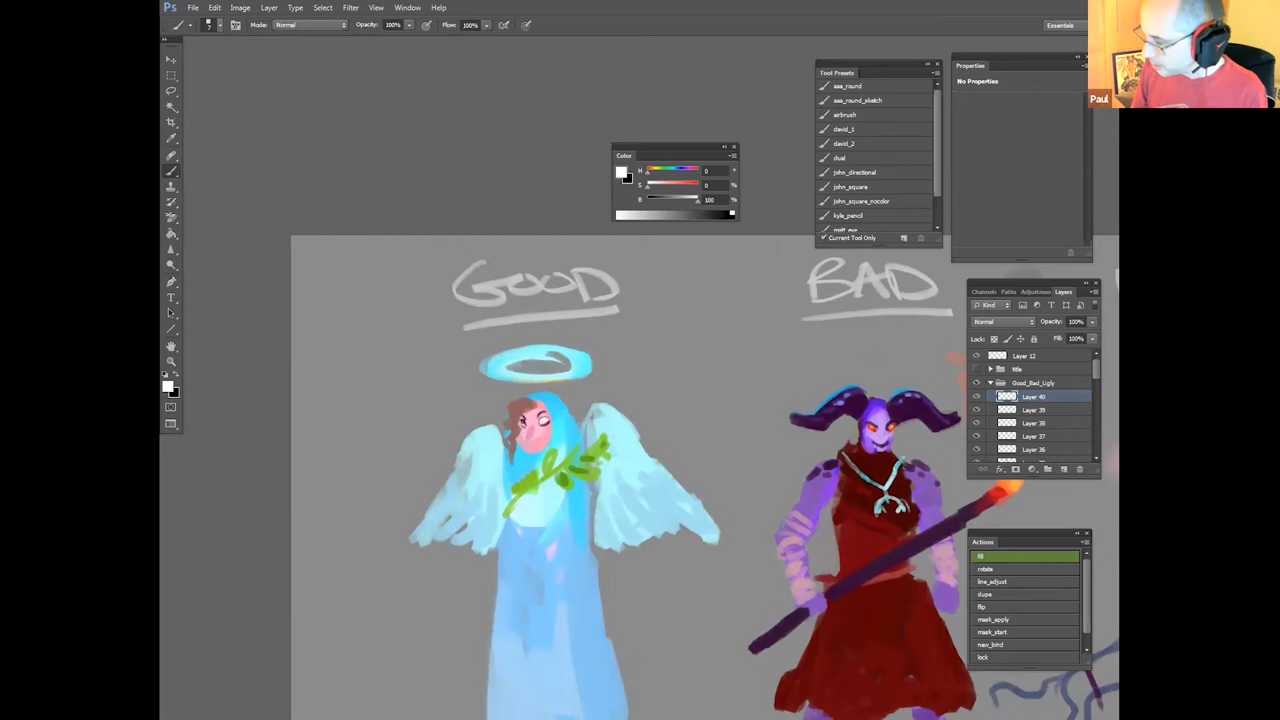 Ps File Edit Image Layer Type Select Filter View Window Help
7 Mode: Normal Opacity: 100% Flow: 100% Essentials
Paul
Tool Presets
aaa_round
aaa_round_sketch
airbrush
david_1
david_2
dual
john_directional
john_square
john_square_nocolor
kyle_pencil
matt_eye
Current Tool Only
Properties
No Properties
Color
H 0 °
S 0 %
B 100 %
GOOD
BAD
Channels Paths Adjustmen Layers
Kind
Normal Opacity: 100%
Lock: Fill: 100%
Layer 12
title
Good_Bad_Ugly
Layer 40
Layer 39
Layer 38
Layer 37
Layer 36
fx
Actions
fill
rotate
line_adjust
dupe
flip
mask_apply
mask_start
new_bind
lock